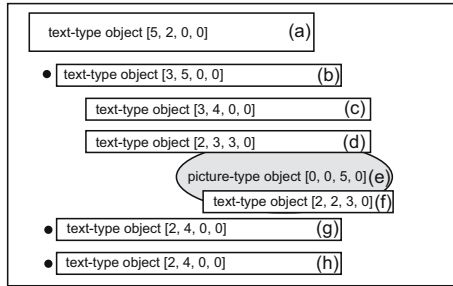 text-type object [5, 2, 0, 0] (a)
text-type object [3, 5, 0, 0] (b)
text-type object [3, 4, 0, 0] (c)
text-type object [2, 3, 3, 0] (d)
picture-type object [0, 0, 5, 0] (e)
text-type object [2, 2, 3, 0] (f)
text-type object [2, 4, 0, 0] (g)
text-type object [2, 4, 0, 0] (h)